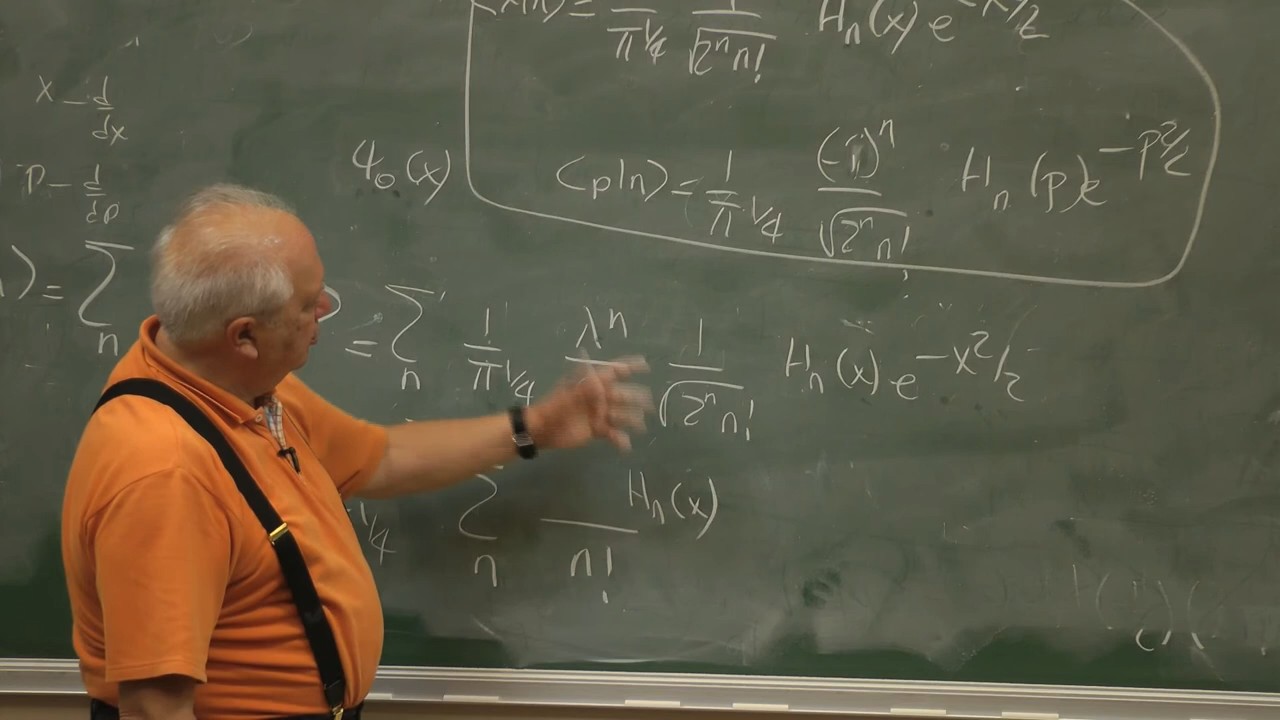 ⟨x|n⟩ = 1/π^1/4 1/√(2^n n!) H_n(x) e^-x²/2
x - d/dx
ψ_0(x)
⟨p|n⟩ = 1/π^1/4 (-i)^n/√(2^n n!) H_n(p) e^-p²/2
p - d/dp
) = Σ_n ) = Σ_n 1/π^1/4 λ^n 1/√(2^n n!) H_n(x) e^-x²/2
1/4 Σ_n /n! H_n(x)